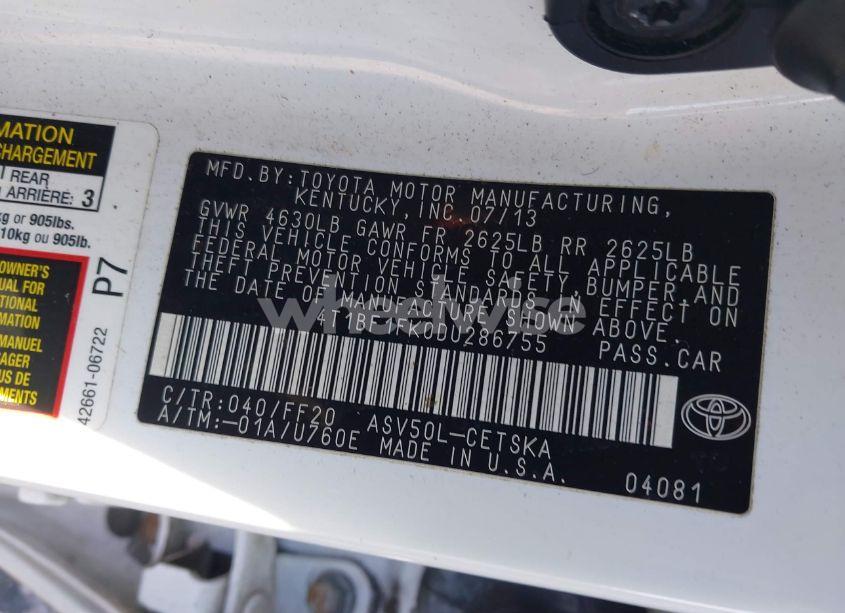 MATION
CHARGEMENT
REAR
ARRIÈRE: 3
kg or 905lbs.
10kg ou 905lb.
OWNER'S
UAL FOR
TIONAL
RMATION
MANUEL
AGER
US DE
EMENTS
P7
42661-06722
MFD. BY: TOYOTA MOTOR MANUFACTURING,
KENTUCKY, INC. 07/13
GVWR 4630LB GAWR FR 2625LB RR 2625LB
THIS VEHICLE CONFORMS TO ALL APPLICABLE
FEDERAL MOTOR VEHICLE SAFETY, BUMPER, AND
THEFT PREVENTION STANDARDS IN EFFECT ON
THE DATE OF MANUFACTURE SHOWN ABOVE.
PASS. CAR
C/TR: 040/FF20 ASV50L-CETSKA
A/TM: -01A/U760E MADE IN U.S.A.
04081
wheelwise